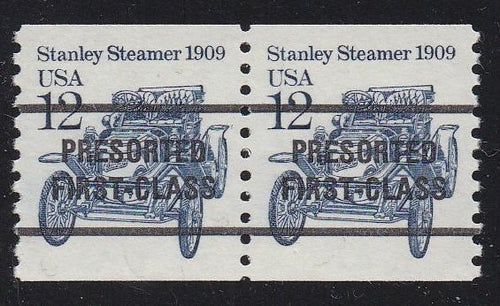 Stanley Steamer 1909
USA
12
PRESORTED
FIRST-CLASS
Stanley Steamer 1909
USA
12
PRESORTED
FIRST-CLASS